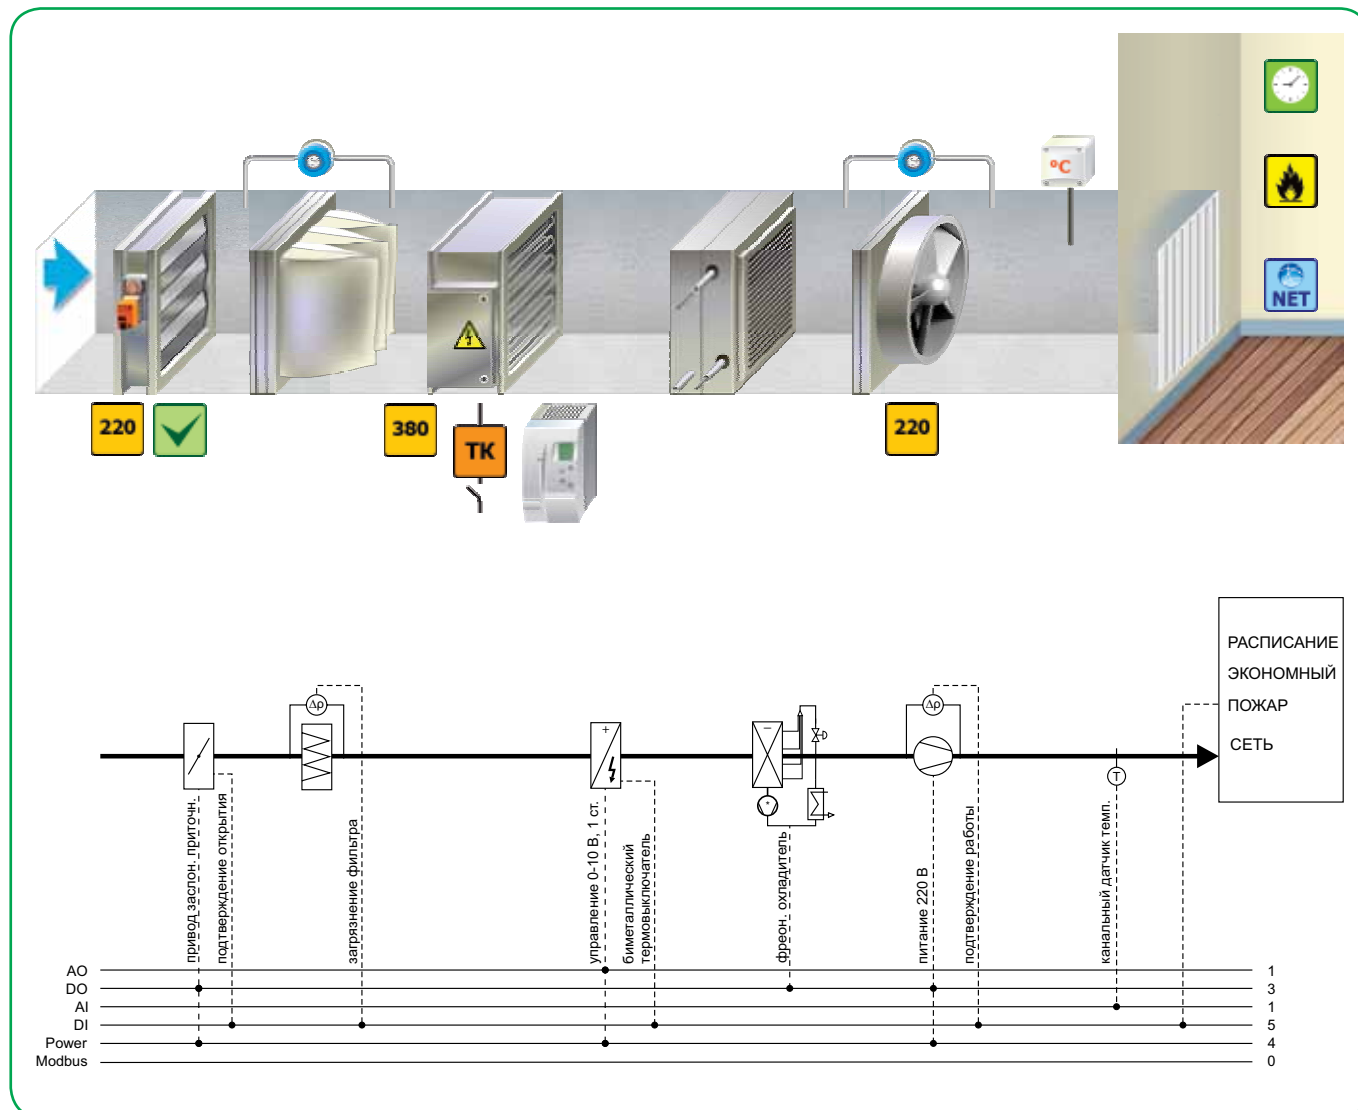 °C
NET
220
380
ТК
220
РАСПИСАНИЕ
ЭКОНОМНЫЙ
ПОЖАР
СЕТЬ
Δp
+
–
Δp
T
*
привод заслон. приточн.
подтверждение открытия
загрязнение фильтра
управление 0-10 В, 1 ст.
биметаллический
термовыключатель
фреон. охладитель
питание 220 В
подтверждение работы
канальный датчик темп.
AO 1
DO 3
AI 1
DI 5
Power 4
Modbus 0